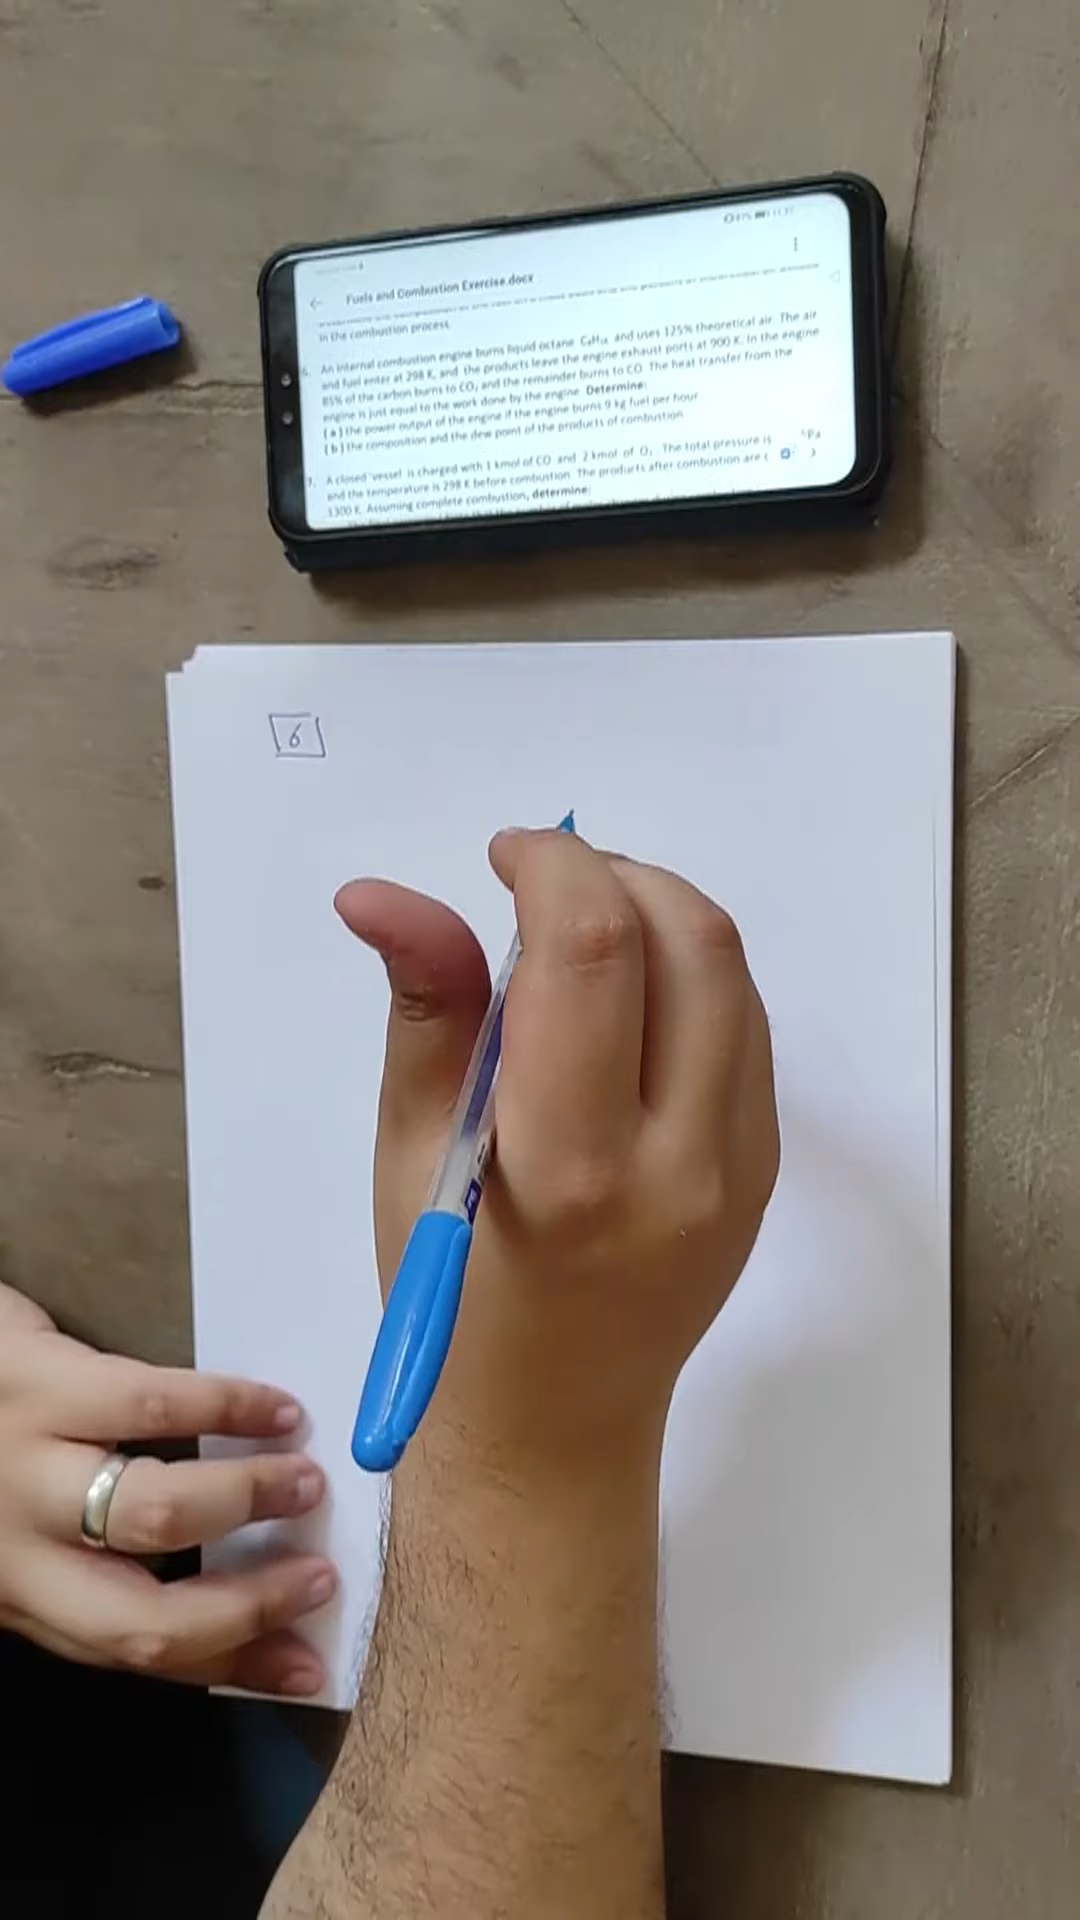 Fuels and Combustion Exercise.docx
in the combustion process.
6. An internal combustion engine burns liquid octane C₈H₁₈ and uses 125% theoretical air. The air
and fuel enter at 298 K, and the products leave the engine exhaust ports at 900 K. In the engine
85% of the carbon burns to CO₂ and the remainder burns to CO. The heat transfer from the
engine is just equal to the work done by the engine. Determine:
(a) the power output of the engine if the engine burns 9 kg fuel per hour
(b) the composition and the dew point of the products of combustion
7. A closed vessel is charged with 1 kmol of CO and 2 kmol of O₂. The total pressure is Pa
and the temperature is 298 K before combustion. The products after combustion are
1300 K. Assuming complete combustion, determine:
6